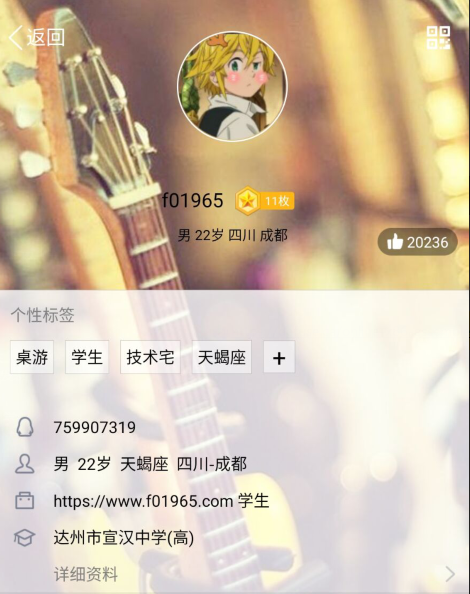 返回
f01965 11枚
男 22岁 四川 成都
20236
个性标签
桌游 学生 技术宅 天蝎座 +
759907319
男 22岁 天蝎座 四川-成都
https://www.f01965.com 学生
达州市宣汉中学(高)
详细资料